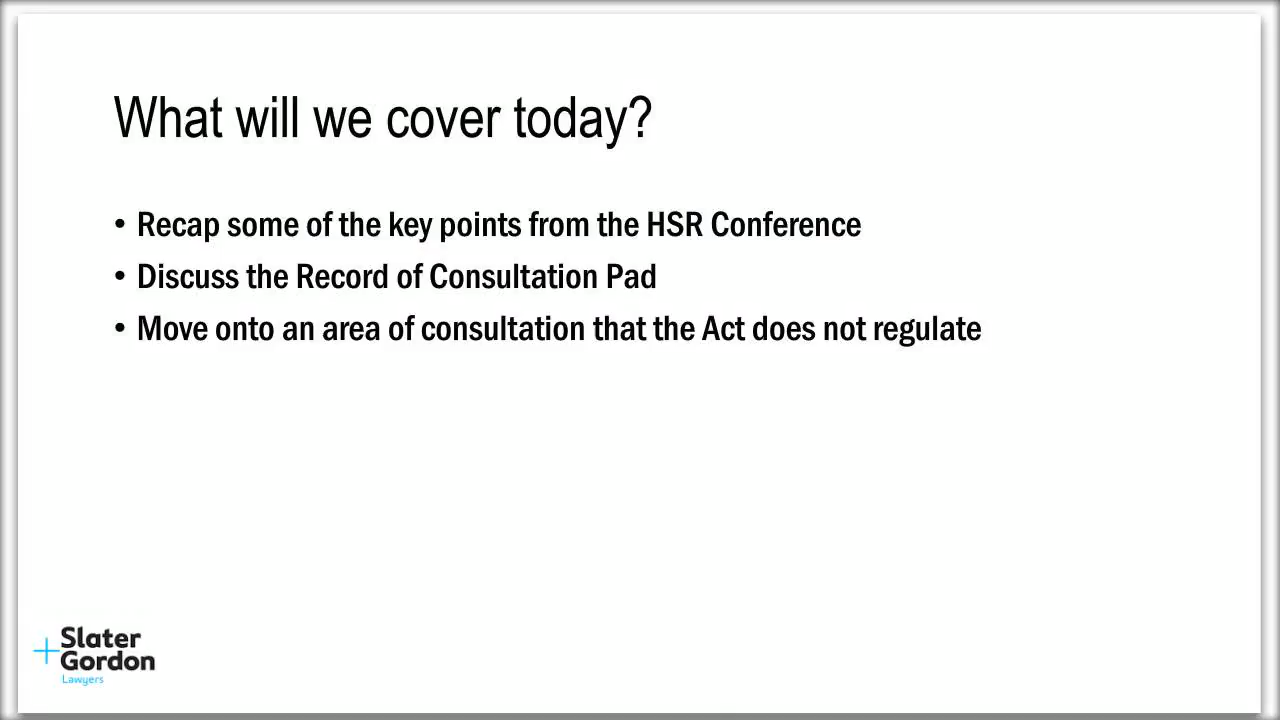 What will we cover today?
• Recap some of the key points from the HSR Conference
• Discuss the Record of Consultation Pad
• Move onto an area of consultation that the Act does not regulate
Slater
Gordon
Lawyers